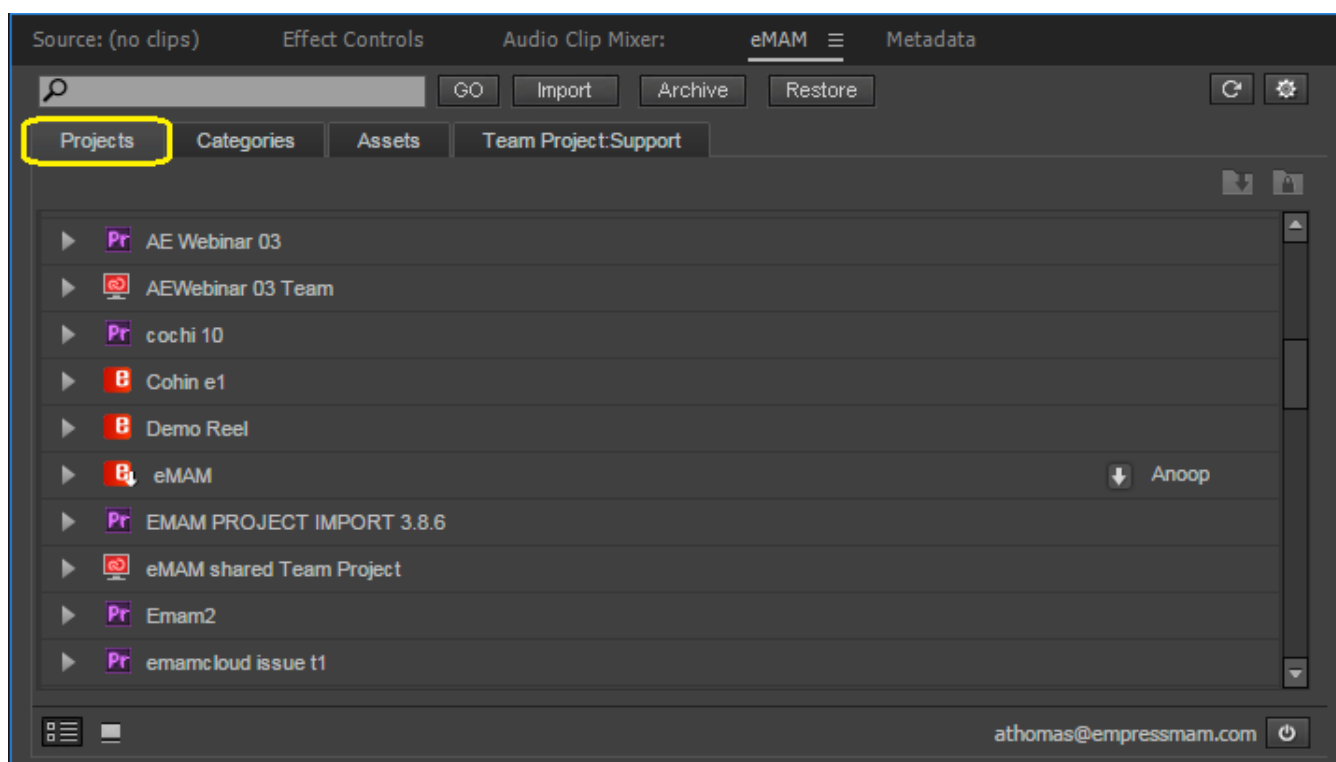 Source: (no clips) Effect Controls Audio Clip Mixer: eMAM Metadata
GO Import Archive Restore
Projects Categories Assets Team Project:Support
Pr AE Webinar 03
AEWebinar 03 Team
Pr cochi 10
e Cohin e1
e Demo Reel
e eMAM Anoop
Pr EMAM PROJECT IMPORT 3.8.6
eMAM shared Team Project
Pr Emam2
Pr emamcloud issue t1
athomas@empressmam.com